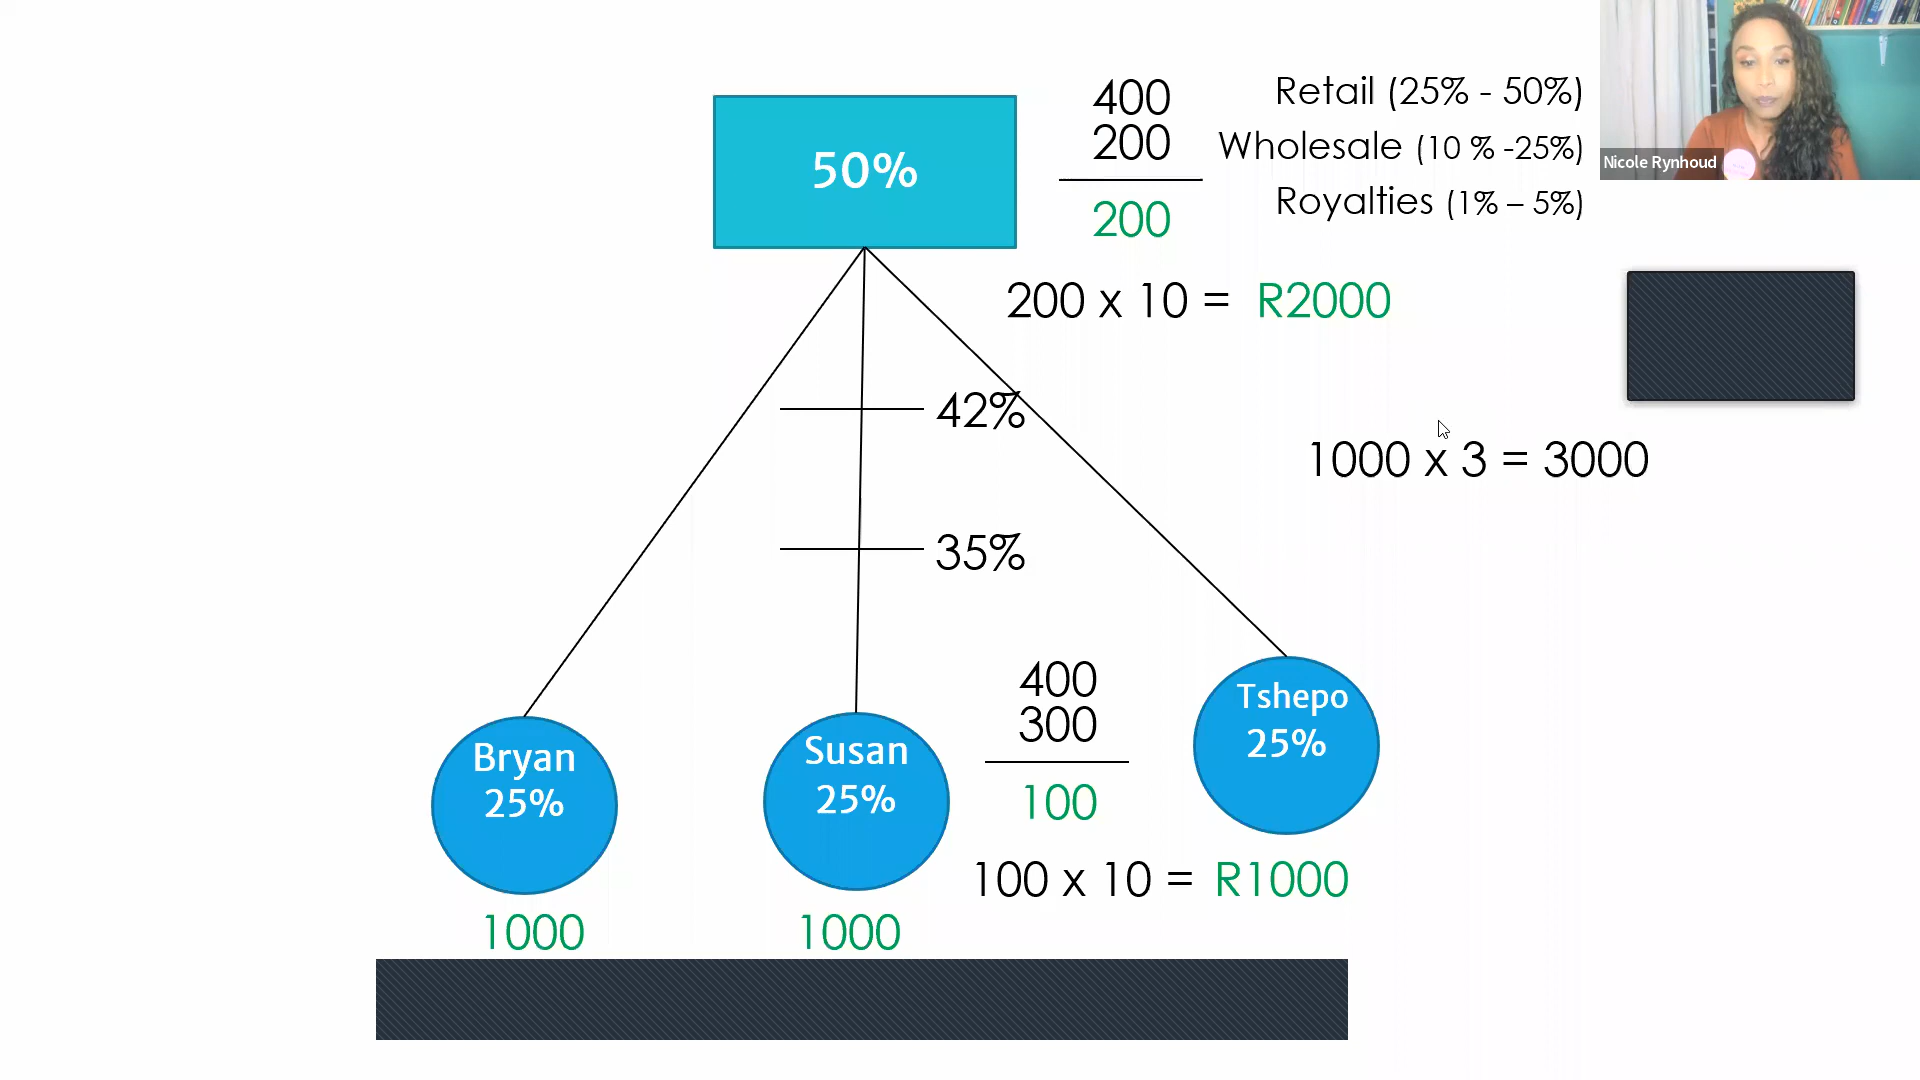 50%
400
200
200
Retail (25% - 50%)
Wholesale (10 % -25%)
Royalties (1% – 5%)
Nicole Rynhoud
200 x 10 = R2000
42%
1000 x 3 = 3000
35%
400
300
100
Tshepo
25%
Bryan
25%
Susan
25%
100 x 10 = R1000
1000
1000